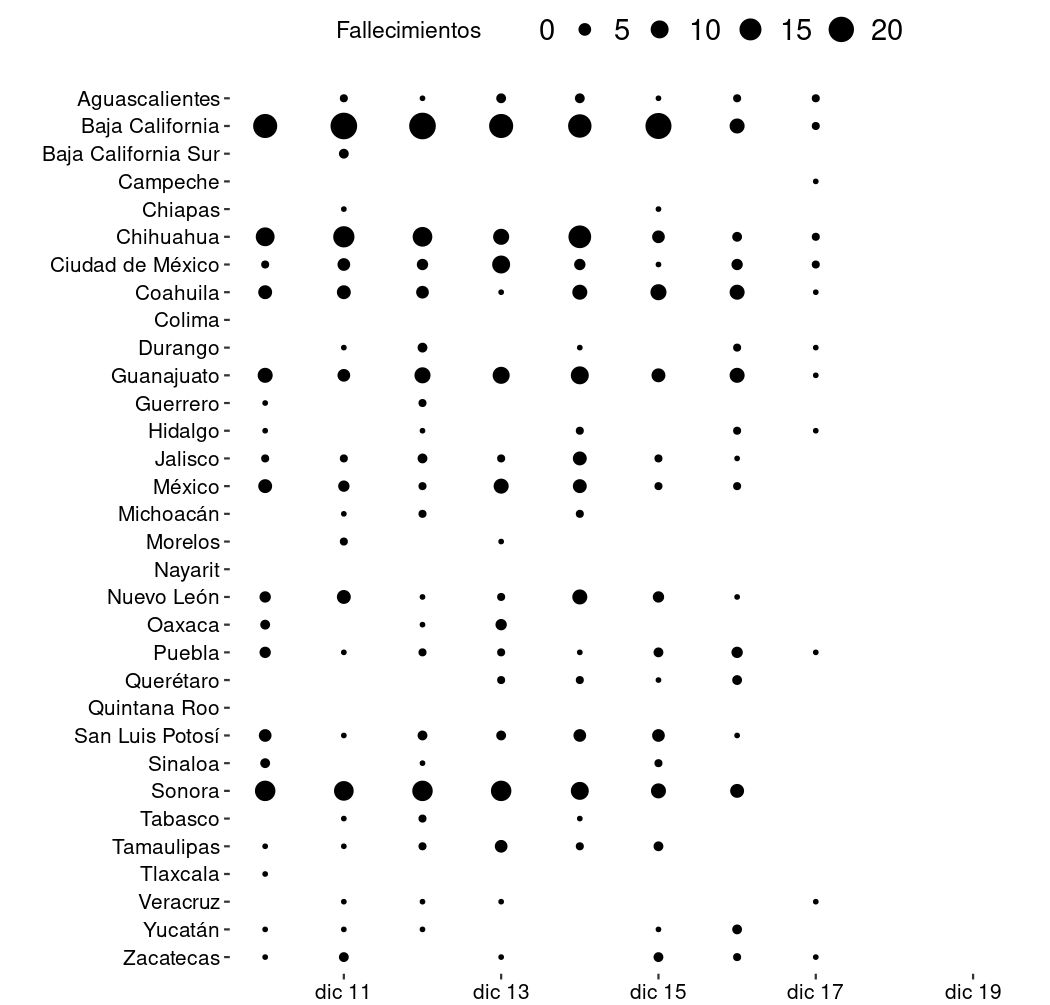 Fallecimientos 0 5 10 15 20
Aguascalientes
Baja California
Baja California Sur
Campeche
Chiapas
Chihuahua
Ciudad de México
Coahuila
Colima
Durango
Guanajuato
Guerrero
Hidalgo
Jalisco
México
Michoacán
Morelos
Nayarit
Nuevo León
Oaxaca
Puebla
Querétaro
Quintana Roo
San Luis Potosí
Sinaloa
Sonora
Tabasco
Tamaulipas
Tlaxcala
Veracruz
Yucatán
Zacatecas
dic 11 dic 13 dic 15 dic 17 dic 19